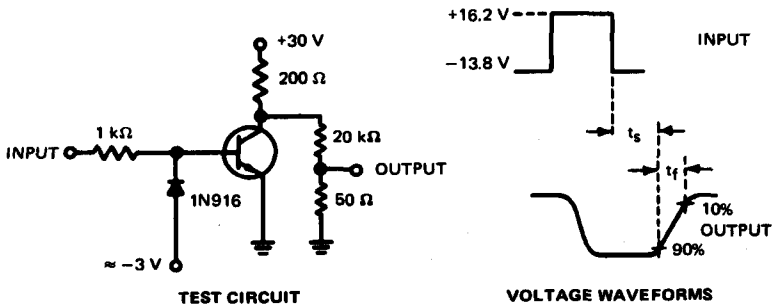 +30 V
200 Ω
1 kΩ
INPUT
20 kΩ
OUTPUT
1N916
50 Ω
≈ −3 V
TEST CIRCUIT
+16.2 V
INPUT
−13.8 V
ts
tf
10%
OUTPUT
90%
VOLTAGE WAVEFORMS